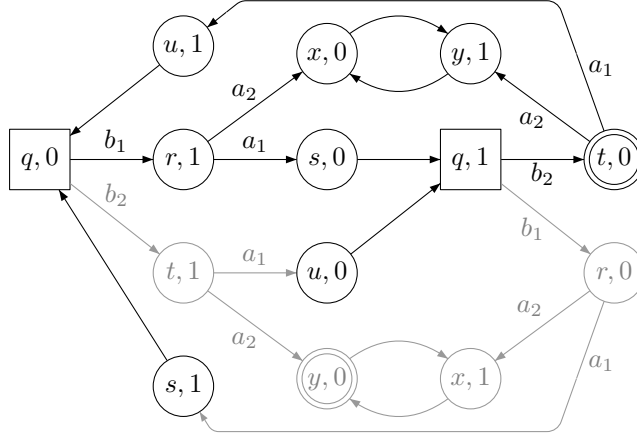 u, 1
x, 0
y, 1
a₁
a₂
a₂
q, 0
b₁
r, 1
a₁
s, 0
q, 1
b₂
t, 0
b₂
b₁
t, 1
a₁
u, 0
r, 0
a₂
a₂
a₁
s, 1
y, 0
x, 1